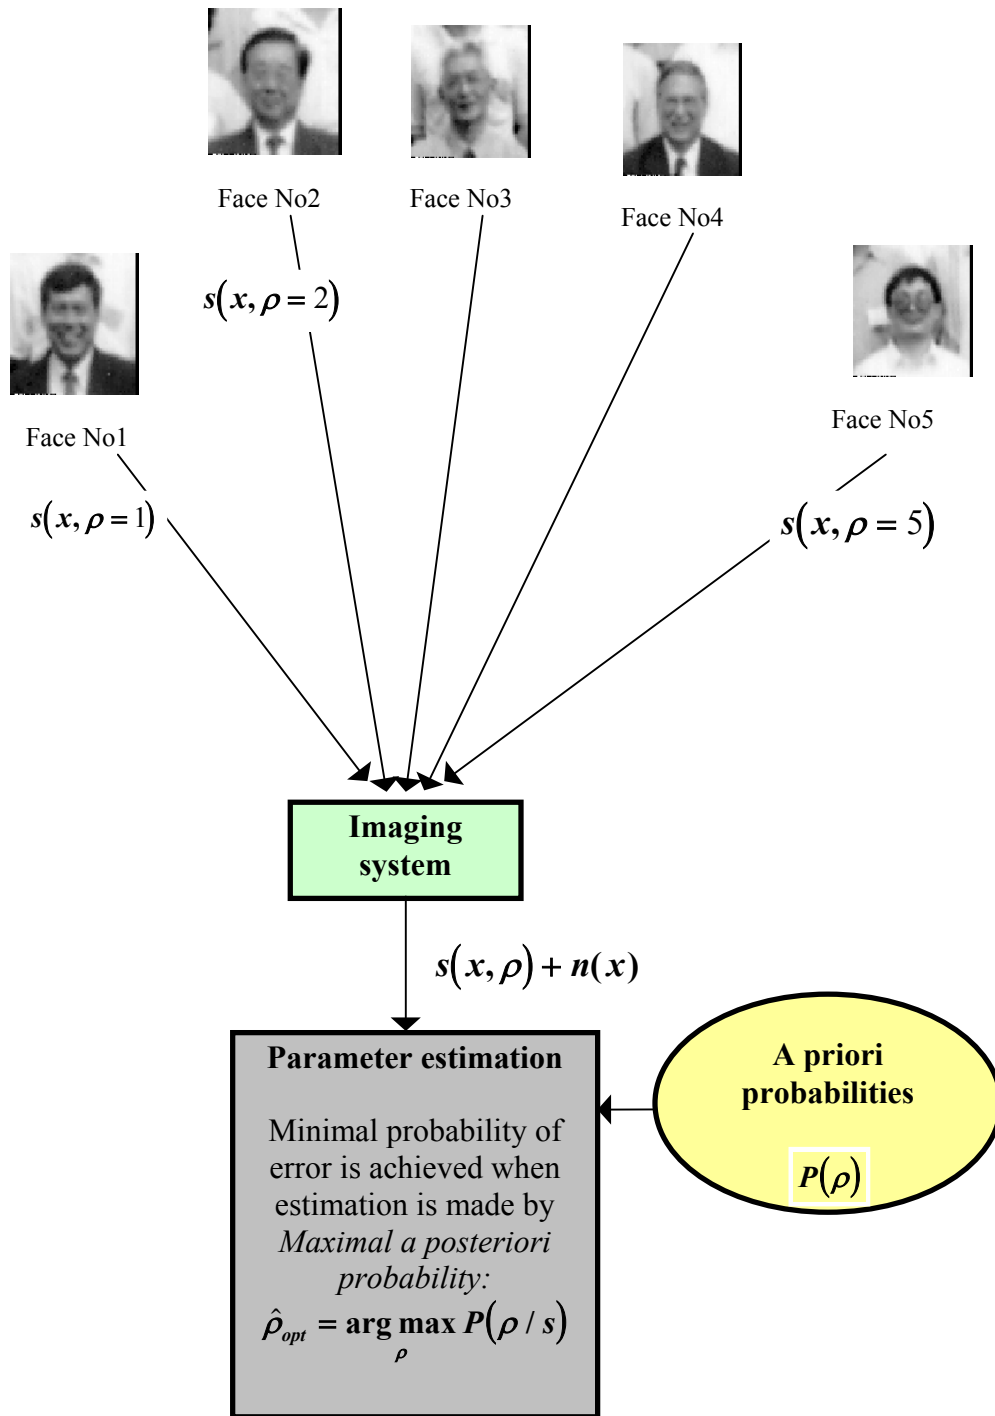 Face No2
Face No3
Face No4
s(x, ρ = 2)
Face No5
Face No1
s(x, ρ = 1)
s(x, ρ = 5)
Imaging
system
s(x, ρ) + n(x)
Parameter estimation
Minimal probability of
error is achieved when
estimation is made by
Maximal a posteriori
probability:
ρ̂opt = arg max P(ρ / s)
ρ
A priori
probabilities
P(ρ)